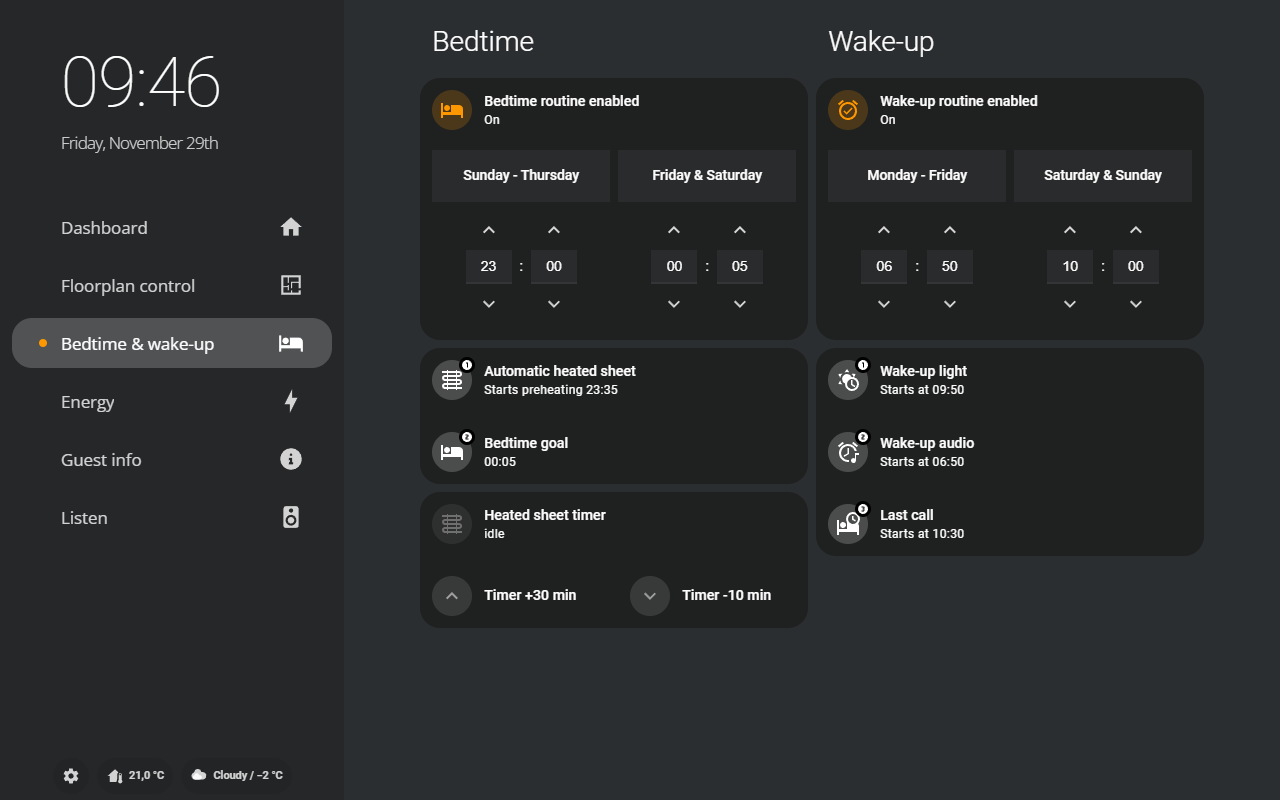 09:46
Friday, November 29th
Dashboard
Floorplan control
Bedtime & wake-up
Energy
Guest info
Listen
21,0 °C
Cloudy / −2 °C
Bedtime
Bedtime routine enabled
On
Sunday - Thursday
Friday & Saturday
23 : 00
00 : 05
1
Automatic heated sheet
Starts preheating 23:35
2
Bedtime goal
00:05
Heated sheet timer
idle
Timer +30 min
Timer -10 min
Wake-up
Wake-up routine enabled
On
Monday - Friday
Saturday & Sunday
06 : 50
10 : 00
1
Wake-up light
Starts at 09:50
2
Wake-up audio
Starts at 06:50
3
Last call
Starts at 10:30